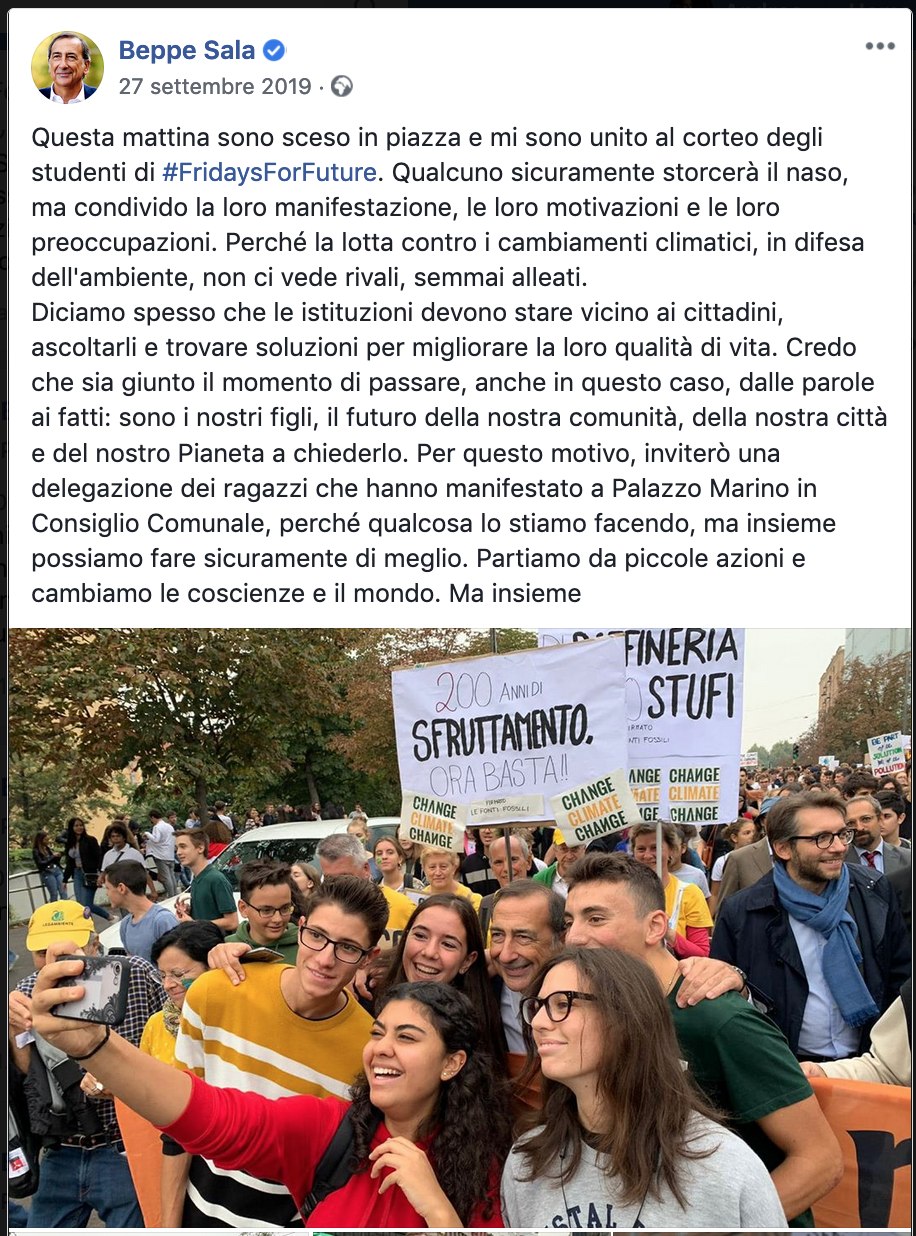 Beppe Sala
27 settembre 2019 ·
Questa mattina sono sceso in piazza e mi sono unito al corteo degli
studenti di #FridaysForFuture. Qualcuno sicuramente storcerà il naso,
ma condivido la loro manifestazione, le loro motivazioni e le loro
preoccupazioni. Perché la lotta contro i cambiamenti climatici, in difesa
dell'ambiente, non ci vede rivali, semmai alleati.
Diciamo spesso che le istituzioni devono stare vicino ai cittadini,
ascoltarli e trovare soluzioni per migliorare la loro qualità di vita. Credo
che sia giunto il momento di passare, anche in questo caso, dalle parole
ai fatti: sono i nostri figli, il futuro della nostra comunità, della nostra città
e del nostro Pianeta a chiederlo. Per questo motivo, inviterò una
delegazione dei ragazzi che hanno manifestato a Palazzo Marino in
Consiglio Comunale, perché qualcosa lo stiamo facendo, ma insieme
possiamo fare sicuramente di meglio. Partiamo da piccole azioni e
cambiamo le coscienze e il mondo. Ma insieme
200 ANNI DI
SFRUTTAMENTO.
ORA BASTA!!
FIRMATO
LE FONTI FOSSILI
CHANGE
CLIMATE
CHANGE
CHANGE
CLIMATE
CHANGE
FINERIA
STUFI
NTI FOSSILI
ANGE
MATE
GE
CHANGE
CLIMATE
CHANGE
BE PART
of the
SOLUTION
not
POLLUTION
LEGAMBIENTE
STAL